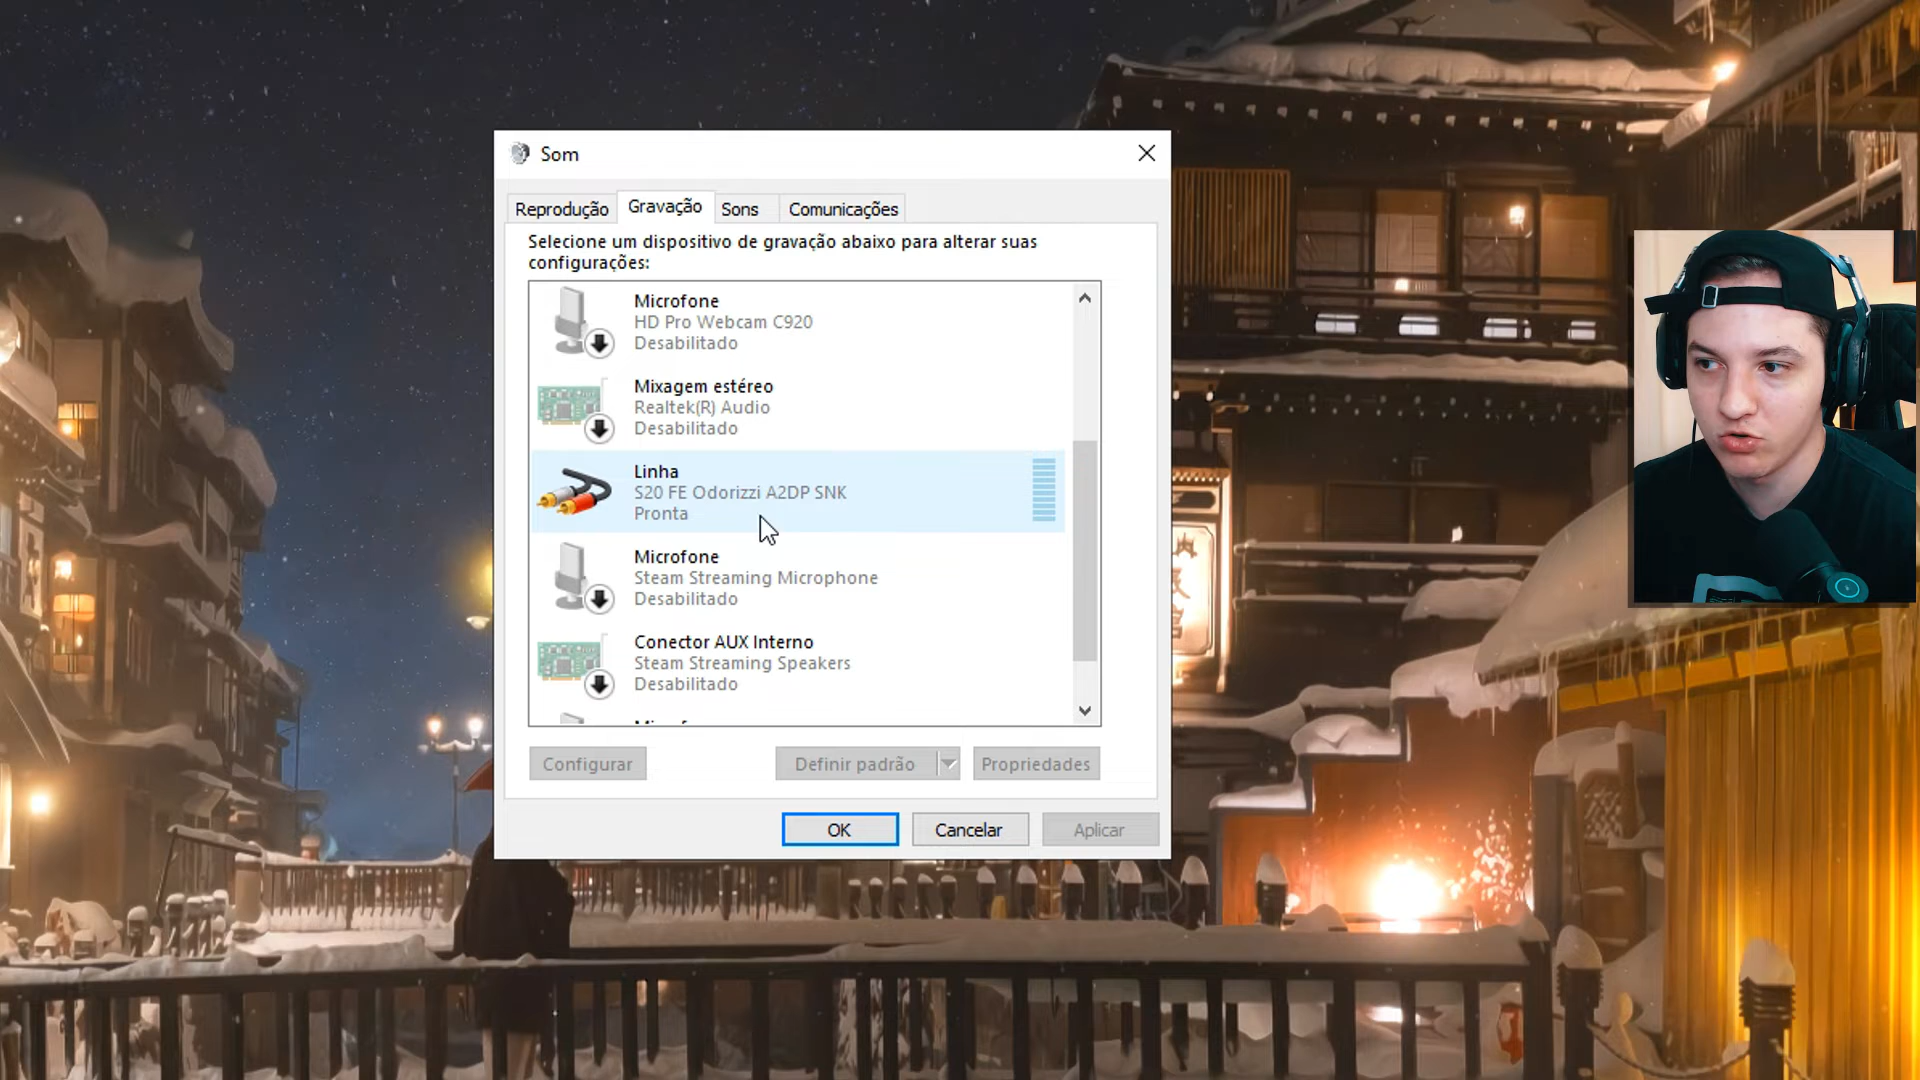 Som
Reprodução
Gravação
Sons
Comunicações
Selecione um dispositivo de gravação abaixo para alterar suas
configurações:
Microfone
HD Pro Webcam C920
Desabilitado
Mixagem estéreo
Realtek(R) Audio
Desabilitado
Linha
S20 FE Odorizzi A2DP SNK
Pronta
Microfone
Steam Streaming Microphone
Desabilitado
Conector AUX Interno
Steam Streaming Speakers
Desabilitado
Configurar
Definir padrão
Propriedades
OK
Cancelar
Aplicar